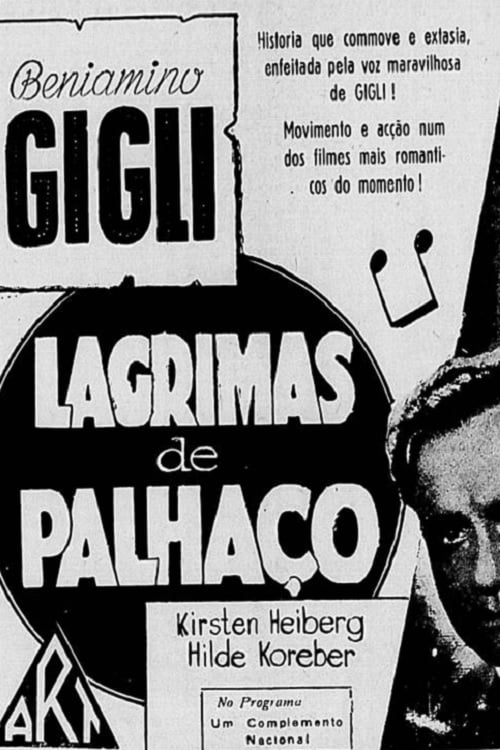 Beniamino
GIGLI
Historia que commove e extasia,
enfeitada pela voz maravilhosa
de GIGLI!
Movimento e acção num
dos filmes mais romanti-
cos do momento!
LAGRIMAS
de
PALHAÇO
Kirsten Heiberg
Hilde Koreber
ART
No Programa
Um Complemento
Nacional